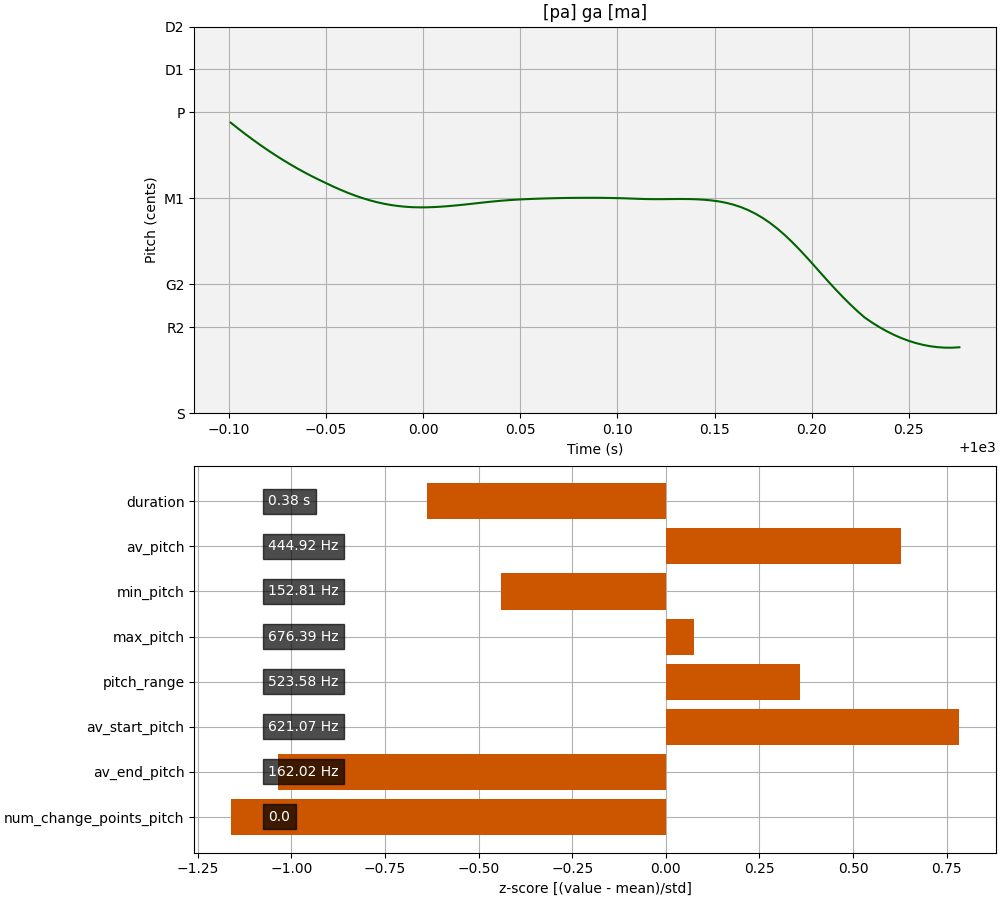 [pa] ga [ma]
D2
D1
P
M1
G2
R2
S
Pitch (cents)
−0.10 −0.05 0.00 0.05 0.10 0.15 0.20 0.25
Time (s)
+1e3
duration 0.38 s
av_pitch 444.92 Hz
min_pitch 152.81 Hz
max_pitch 676.39 Hz
pitch_range 523.58 Hz
av_start_pitch 621.07 Hz
av_end_pitch 162.02 Hz
num_change_points_pitch 0.0
−1.25 −1.00 −0.75 −0.50 −0.25 0.00 0.25 0.50 0.75
z-score [(value - mean)/std]